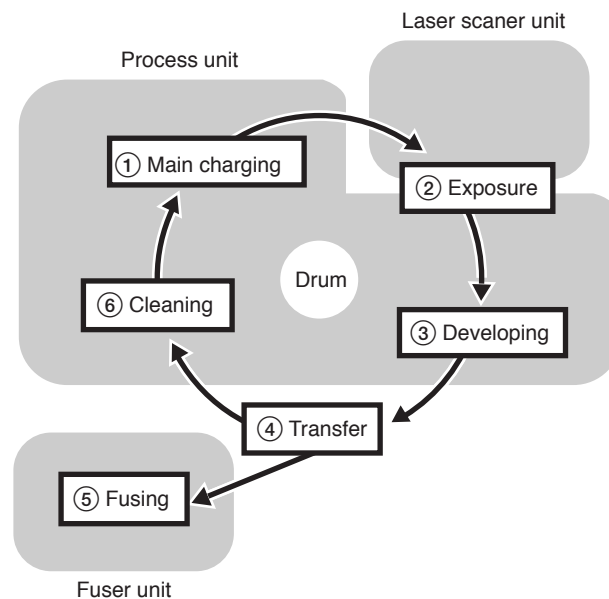 Laser scaner unit
Process unit
① Main charging
② Exposure
Drum
⑥ Cleaning
③ Developing
④ Transfer
⑤ Fusing
Fuser unit